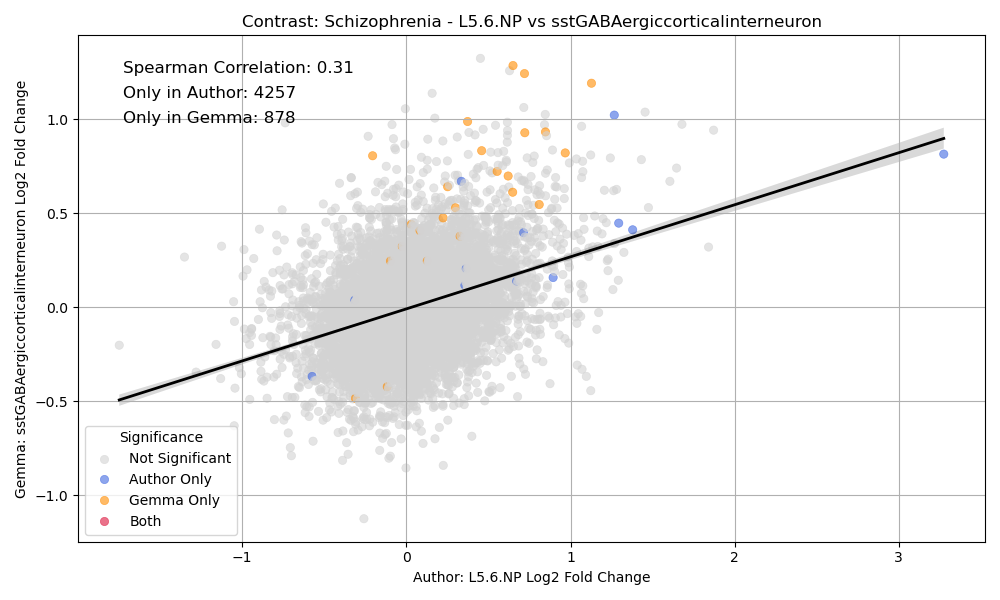 Contrast: Schizophrenia - L5.6.NP vs sstGABAergiccorticalinterneuron
Spearman Correlation: 0.31
Only in Author: 4257
Only in Gemma: 878
Gemma: sstGABAergiccorticalinterneuron Log2 Fold Change
1.0
0.5
0.0
−0.5
−1.0
Significance
Not Significant
Author Only
Gemma Only
Both
−1
0
1
2
3
Author: L5.6.NP Log2 Fold Change